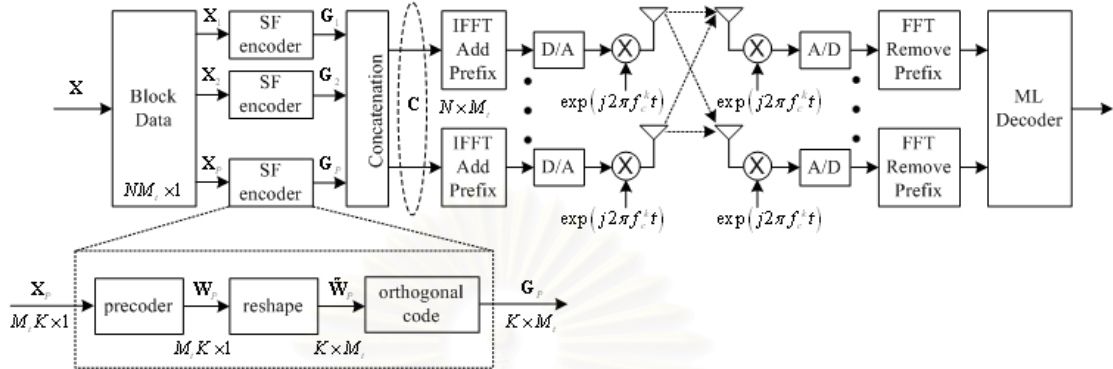 X
Block
Data
NM_t × 1
X_1
X_2
X_P
SF
encoder
SF
encoder
SF
encoder
G_1
G_2
G_P
Concatenation
C
IFFT
Add
Prefix
N × M_t
IFFT
Add
Prefix
D/A
D/A
X
X
exp(j2πf_c^k t)
exp(j2πf_c^k t)
X
X
exp(j2πf_c^k t)
exp(j2πf_c^k t)
A/D
A/D
FFT
Remove
Prefix
FFT
Remove
Prefix
ML
Decoder
X_P
M_t K × 1
precoder
W_P
M_t K × 1
reshape
W̃_P
K × M_t
orthogonal
code
G_P
K × M_t